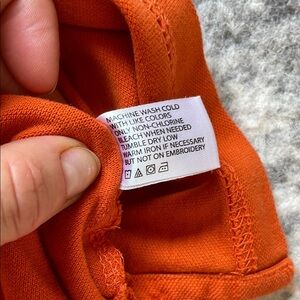 MACHINE WASH COLD
WITH LIKE COLORS
ONLY NON-CHLORINE
BLEACH WHEN NEEDED
TUMBLE DRY LOW
WARM IRON IF NECESSARY
BUT NOT ON EMBROIDERY